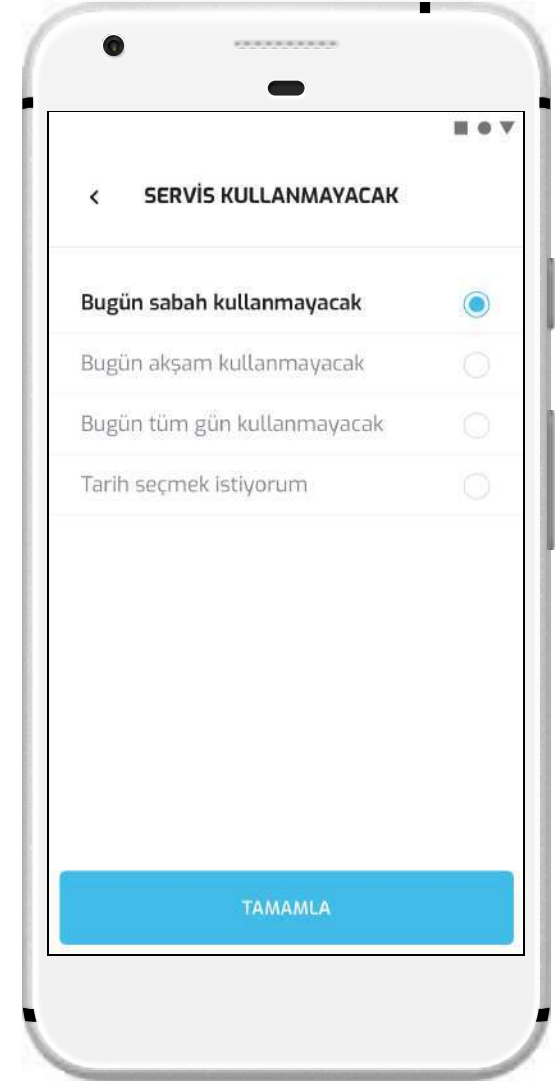 SERVİS KULLANMAYACAK
Bugün sabah kullanmayacak
Bugün akşam kullanmayacak
Bugün tüm gün kullanmayacak
Tarih seçmek istiyorum
TAMAMLA